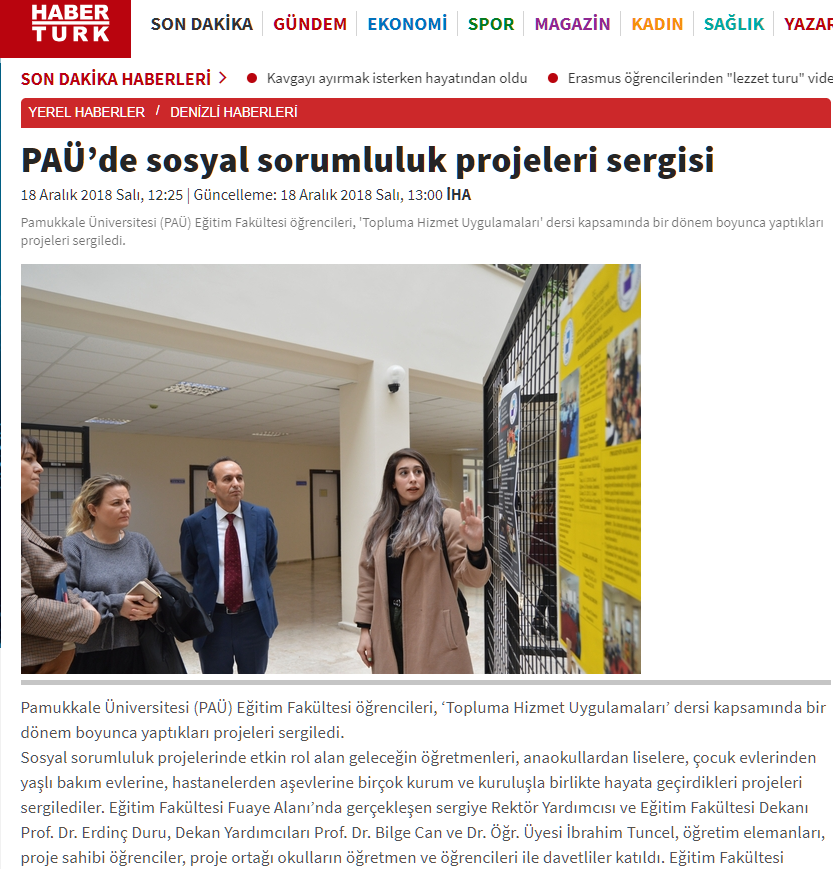 HABER
TURK
SON DAKİKA
GÜNDEM
EKONOMİ
SPOR
MAGAZİN
KADIN
SAĞLIK
YAZAR
SON DAKİKA HABERLERİ
Kavgayı ayırmak isterken hayatından oldu
Erasmus öğrencilerinden "lezzet turu" vide
YEREL HABERLER / DENİZLİ HABERLERİ
PAÜ’de sosyal sorumluluk projeleri sergisi
18 Aralık 2018 Salı, 12:25 | Güncelleme: 18 Aralık 2018 Salı, 13:00 İHA
Pamukkale Üniversitesi (PAÜ) Eğitim Fakültesi öğrencileri, 'Topluma Hizmet Uygulamaları' dersi kapsamında bir dönem boyunca yaptıkları
projeleri sergiledi.
Pamukkale Üniversitesi (PAÜ) Eğitim Fakültesi öğrencileri, ‘Topluma Hizmet Uygulamaları’ dersi kapsamında bir
dönem boyunca yaptıkları projeleri sergiledi.
Sosyal sorumluluk projelerinde etkin rol alan geleceğin öğretmenleri, anaokullardan liselere, çocuk evlerinden
yaşlı bakım evlerine, hastanelerden aşevlerine birçok kurum ve kuruluşla birlikte hayata geçirdikleri projeleri
sergilediler. Eğitim Fakültesi Fuaye Alanı’nda gerçekleşen sergiye Rektör Yardımcısı ve Eğitim Fakültesi Dekanı
Prof. Dr. Erdinç Duru, Dekan Yardımcıları Prof. Dr. Bilge Can ve Dr. Öğr. Üyesi İbrahim Tuncel, öğretim elemanları,
proje sahibi öğrenciler, proje ortağı okulların öğretmen ve öğrencileri ile davetliler katıldı. Eğitim Fakültesi